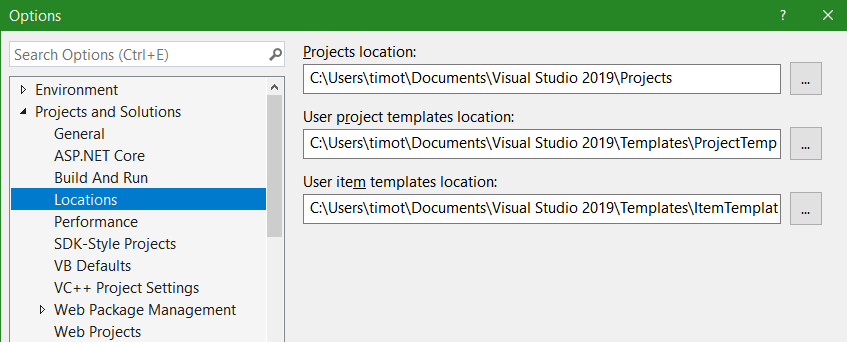 Options
Search Options (Ctrl+E)
Environment
Projects and Solutions
General
ASP.NET Core
Build And Run
Locations
Performance
SDK-Style Projects
VB Defaults
VC++ Project Settings
Web Package Management
Web Projects
Projects location:
C:\Users\timot\Documents\Visual Studio 2019\Projects
...
User project templates location:
C:\Users\timot\Documents\Visual Studio 2019\Templates\ProjectTemp
...
User item templates location:
C:\Users\timot\Documents\Visual Studio 2019\Templates\ItemTemplat
...